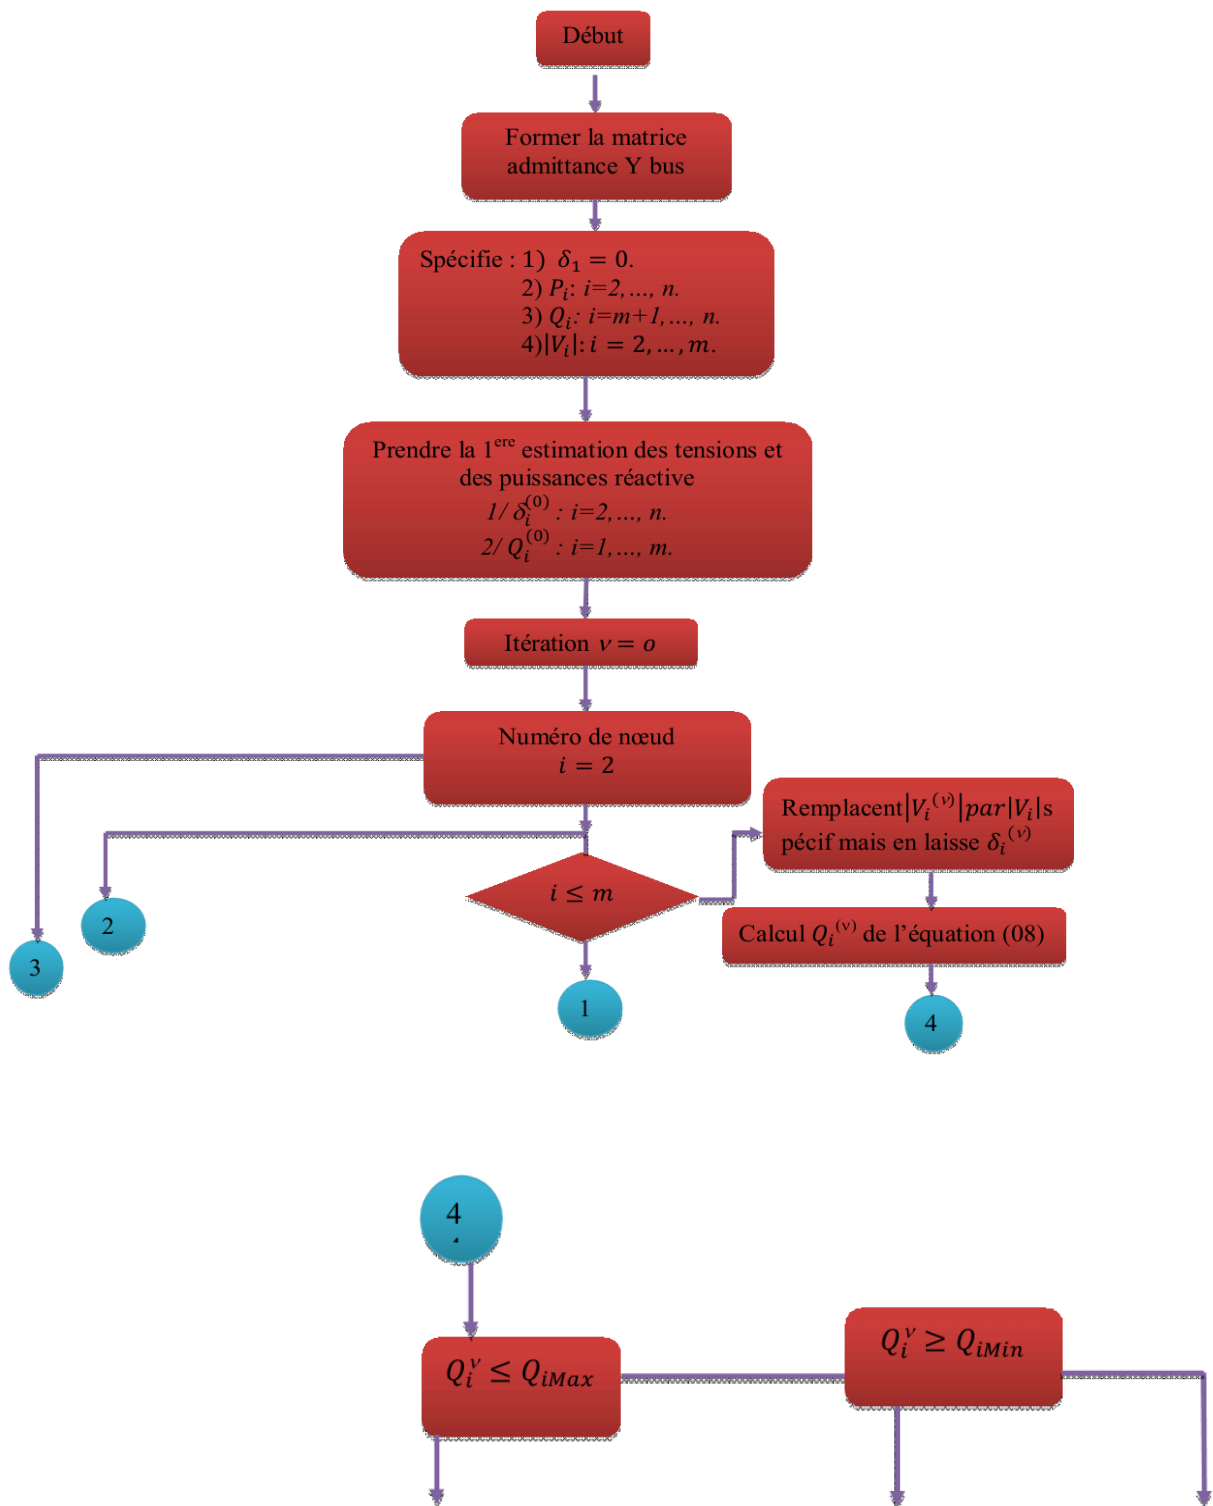 Début
Former la matrice
admittance Y bus
Spécifie : 1) δ₁ = 0.
2) Pᵢ: i=2,..., n.
3) Qᵢ: i=m+1,..., n.
4)|Vᵢ|: i = 2, ... , m.
Prendre la 1ᵉʳᵉ estimation des tensions et
des puissances réactive
1/ δᵢ⁽⁰⁾ : i=2,..., n.
2/ Qᵢ⁽⁰⁾ : i=1,..., m.
Itération ν = o
Numéro de nœud
i = 2
Remplacent|Vᵢ⁽ᵛ⁾|par|Vᵢ|s
pécif mais en laisse δᵢ⁽ᵛ⁾
i ≤ m
Calcul Qᵢ⁽ᵛ⁾ de l’équation (08)
2
3
1
4
4
Qᵢᵛ ≥ QᵢMin
Qᵢᵛ ≤ QᵢMax